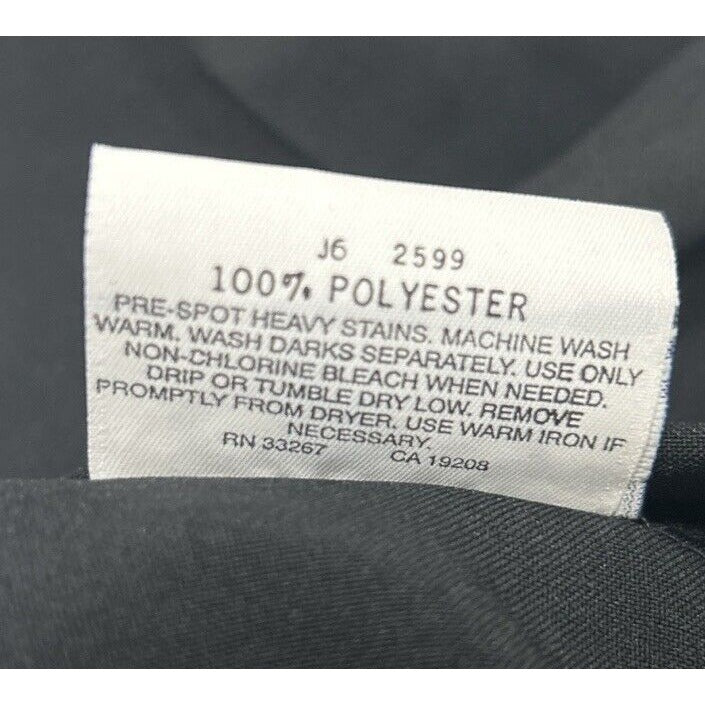 J6 2599
100% POLYESTER
PRE-SPOT HEAVY STAINS. MACHINE WASH
WARM. WASH DARKS SEPARATELY. USE ONLY
NON-CHLORINE BLEACH WHEN NEEDED.
DRIP OR TUMBLE DRY LOW. REMOVE
PROMPTLY FROM DRYER. USE WARM IRON IF
NECESSARY.
RN 33267 CA 19208